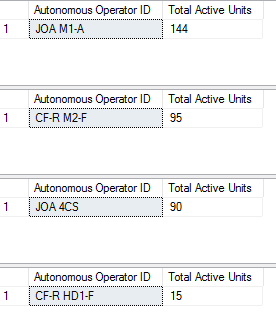 Autonomous Operator ID Total Active Units
1 JOA M1-A 144
Autonomous Operator ID Total Active Units
1 CF-R M2-F 95
Autonomous Operator ID Total Active Units
1 JOA 4CS 90
Autonomous Operator ID Total Active Units
1 CF-R HD1-F 15